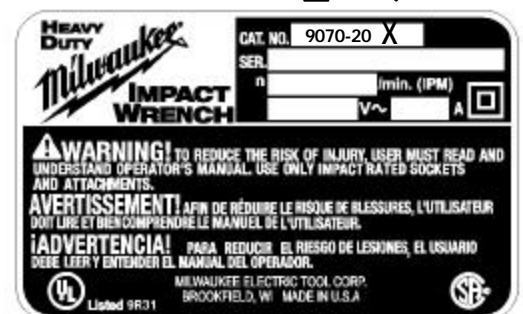 HEAVY
DUTY
Milwaukee
IMPACT
WRENCH
CAT. NO. 9070-20 X
SER.
n /min. (IPM)
V~ A
WARNING! TO REDUCE THE RISK OF INJURY, USER MUST READ AND
UNDERSTAND OPERATOR'S MANUAL. USE ONLY IMPACT RATED SOCKETS
AND ATTACHMENTS.
AVERTISSEMENT! AFIN DE RÉDUIRE LE RISQUE DE BLESSURES, L'UTILISATEUR
DOIT LIRE ET BIEN COMPRENDRE LE MANUEL DE L'UTILISATEUR.
¡ADVERTENCIA! PARA REDUCIR EL RIESGO DE LESIONES, EL USUARIO
DEBE LEER Y ENTENDER EL MANUAL DEL OPERADOR.
UL Listed 9R31
MILWAUKEE ELECTRIC TOOL CORP.
BROOKFIELD, WI MADE IN U.S.A
SA